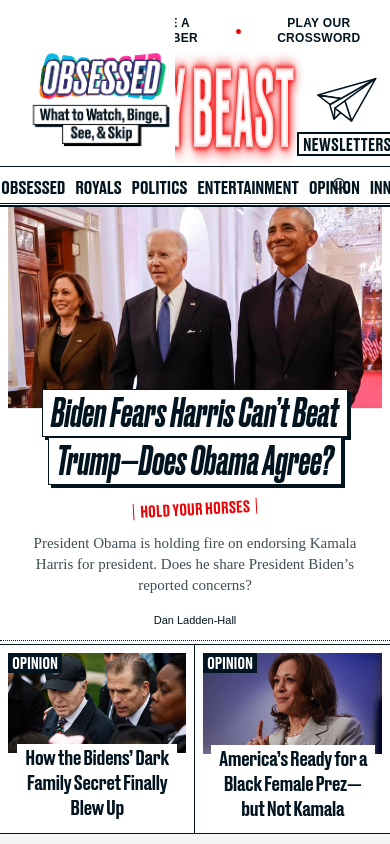 E A
BER
PLAY OUR
CROSSWORD
OBSESSED
What to Watch, Binge,
See, & Skip
Y BEAST
NEWSLETTERS
OBSESSED ROYALS POLITICS ENTERTAINMENT OPINION INN
Biden Fears Harris Can’t Beat
Trump—Does Obama Agree?
HOLD YOUR HORSES
President Obama is holding fire on endorsing Kamala
Harris for president. Does he share President Biden’s
reported concerns?
Dan Ladden-Hall
OPINION
How the Bidens’ Dark
Family Secret Finally
Blew Up
OPINION
America’s Ready for a
Black Female Prez—
but Not Kamala